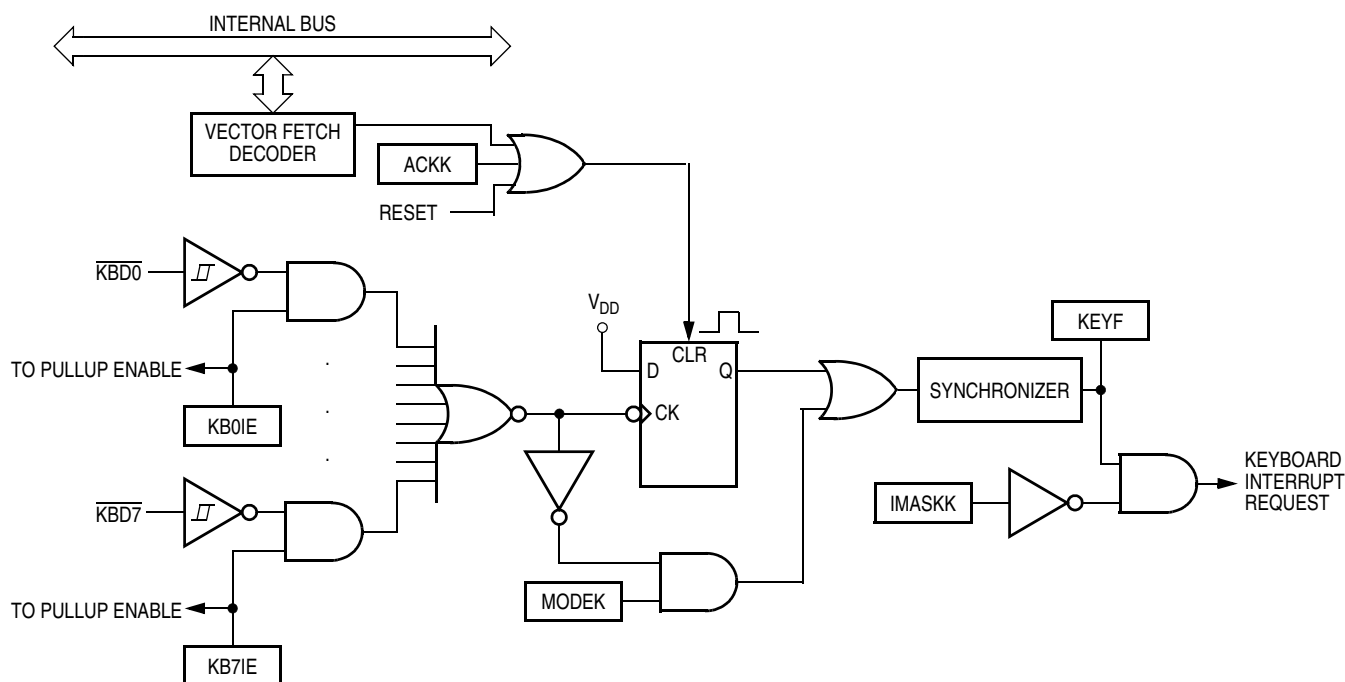 INTERNAL BUS
VECTOR FETCH
DECODER
ACKK
RESET
KBD0
TO PULLUP ENABLE
KB0IE
VDD
CLR
D
Q
CK
KEYF
SYNCHRONIZER
KBD7
IMASKK
KEYBOARD
INTERRUPT
REQUEST
MODEK
TO PULLUP ENABLE
KB7IE